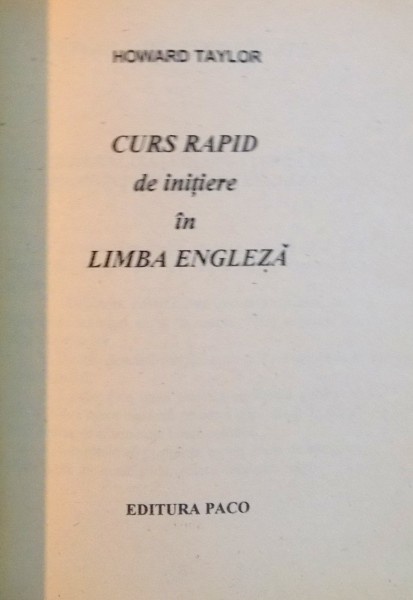 HOWARD TAYLOR
CURS RAPID
de inițiere
în
LIMBA ENGLEZĂ
EDITURA PACO